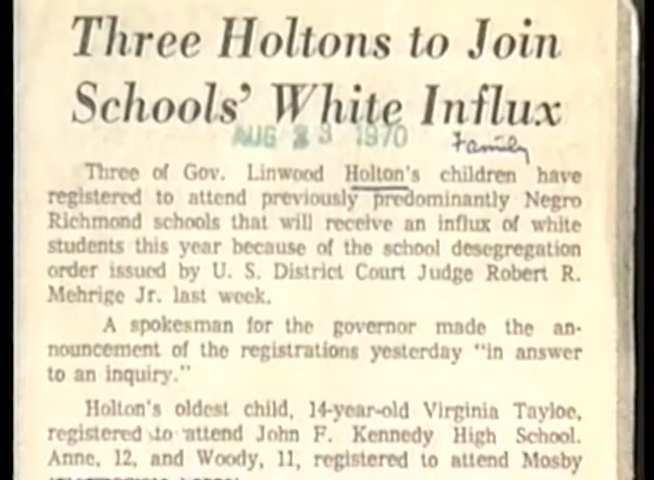 Three Holtons to Join
Schools' White Influx
AUG 23 1970 Family
Three of Gov. Linwood Holton's children have
registered to attend previously predominantly Negro
Richmond schools that will receive an influx of white
students this year because of the school desegregation
order issued by U. S. District Court Judge Robert R.
Mehrige Jr. last week.
A spokesman for the governor made the an-
nouncement of the registrations yesterday "in answer
to an inquiry."
Holton's oldest child, 14-year-old Virginia Tayloe,
registered to attend John F. Kennedy High School.
Anne, 12, and Woody, 11, registered to attend Mosby